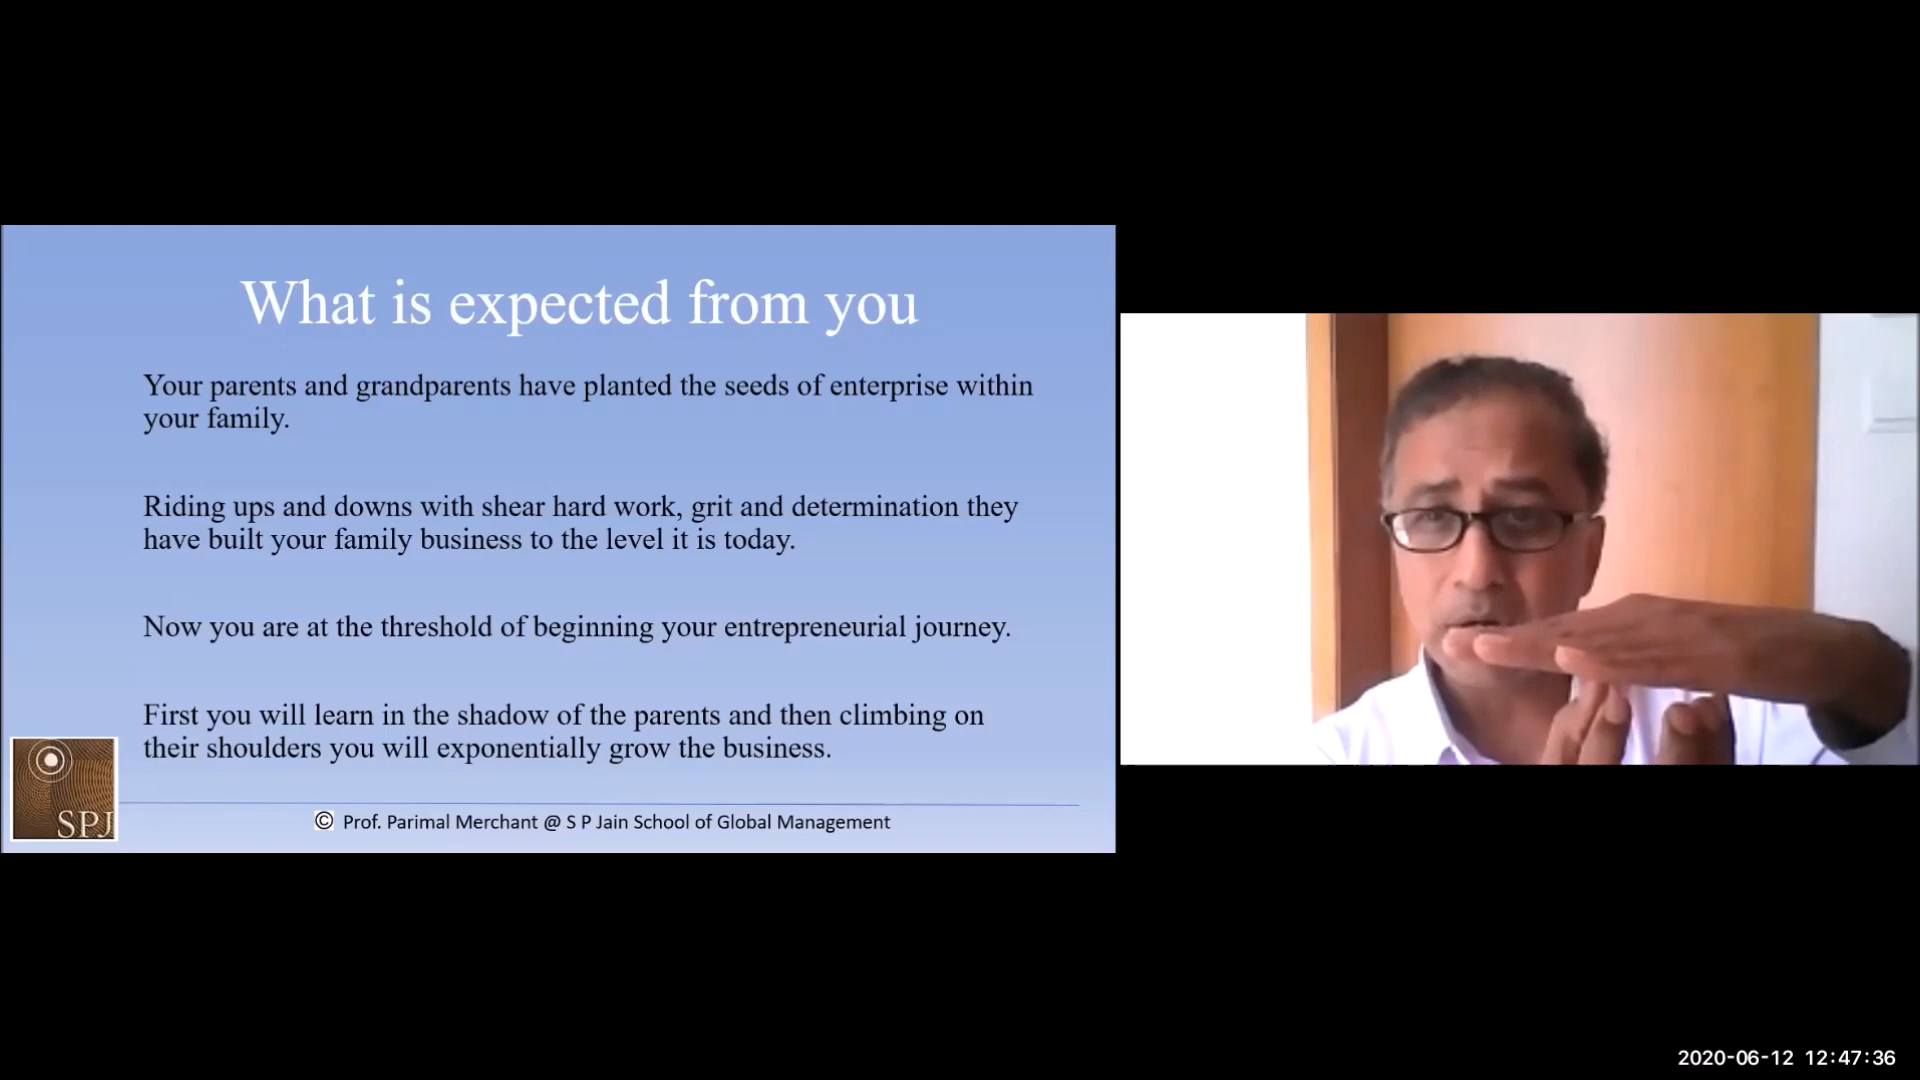 What is expected from you
Your parents and grandparents have planted the seeds of enterprise within
your family.
Riding ups and downs with shear hard work, grit and determination they
have built your family business to the level it is today.
Now you are at the threshold of beginning your entrepreneurial journey.
First you will learn in the shadow of the parents and then climbing on
their shoulders you will exponentially grow the business.
SPJ
© Prof. Parimal Merchant @ S P Jain School of Global Management
2020-06-12 12:47:36